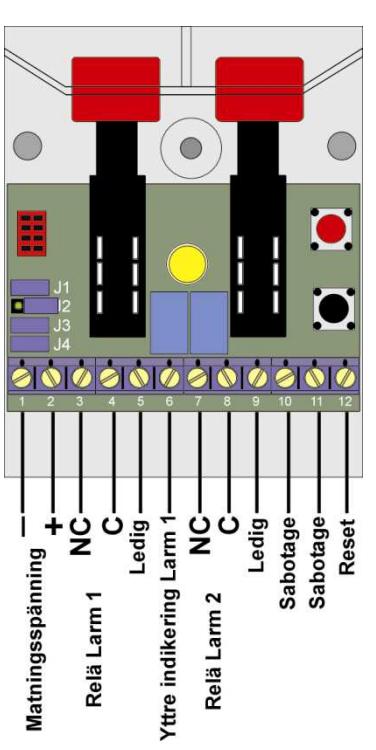 J1
J2
J3
J4
1 2 3 4 5 6 7 8 9 10 11 12
–
+
Matningsspänning
NC
C
Relä Larm 1
Ledig
Yttre indikering Larm 1
NC
C
Relä Larm 2
Ledig
Sabotage
Sabotage
Reset